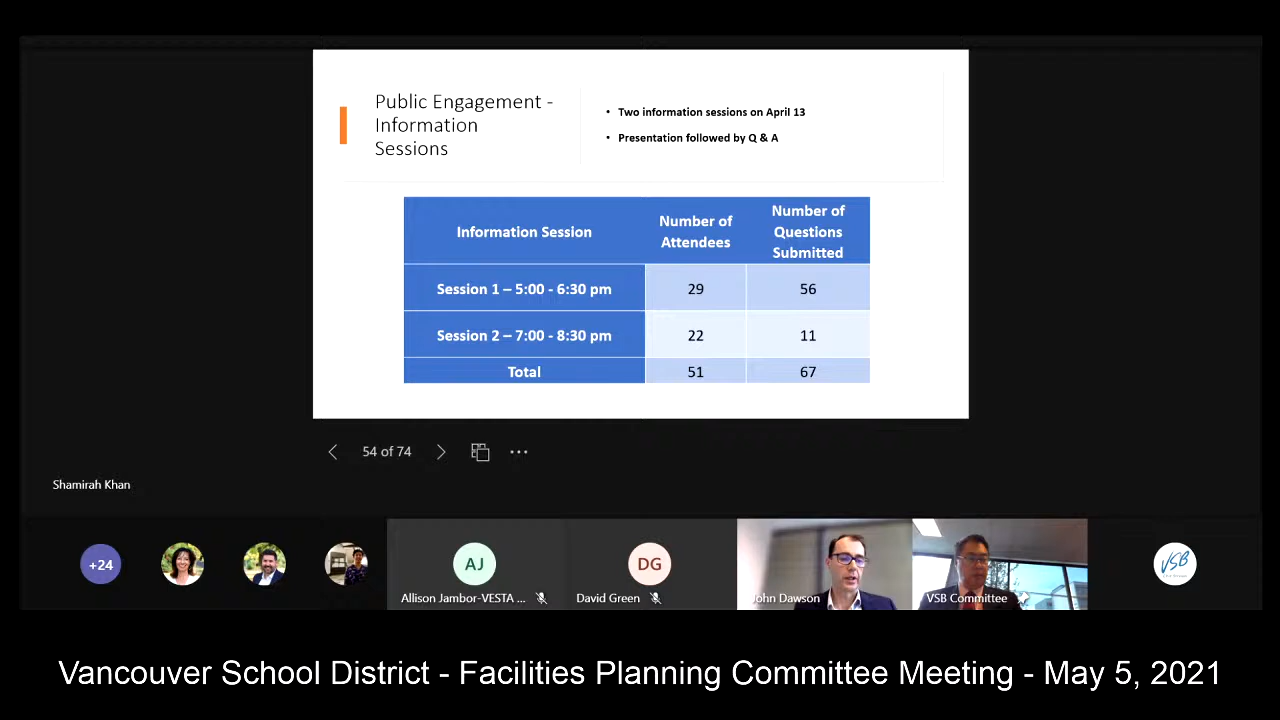 Public Engagement -
Information
Sessions
• Two information sessions on April 13
• Presentation followed by Q & A
Information Session
Number of
Attendees
Number of
Questions
Submitted
Session 1 – 5:00 - 6:30 pm
29
56
Session 2 – 7:00 - 8:30 pm
22
11
Total
51
67
54 of 74
Shamirah Khan
+24
AJ
DG
VSB
Allison Jambor-VESTA ...
David Green
John Dawson
VSB Committee
Vancouver School District - Facilities Planning Committee Meeting - May 5, 2021